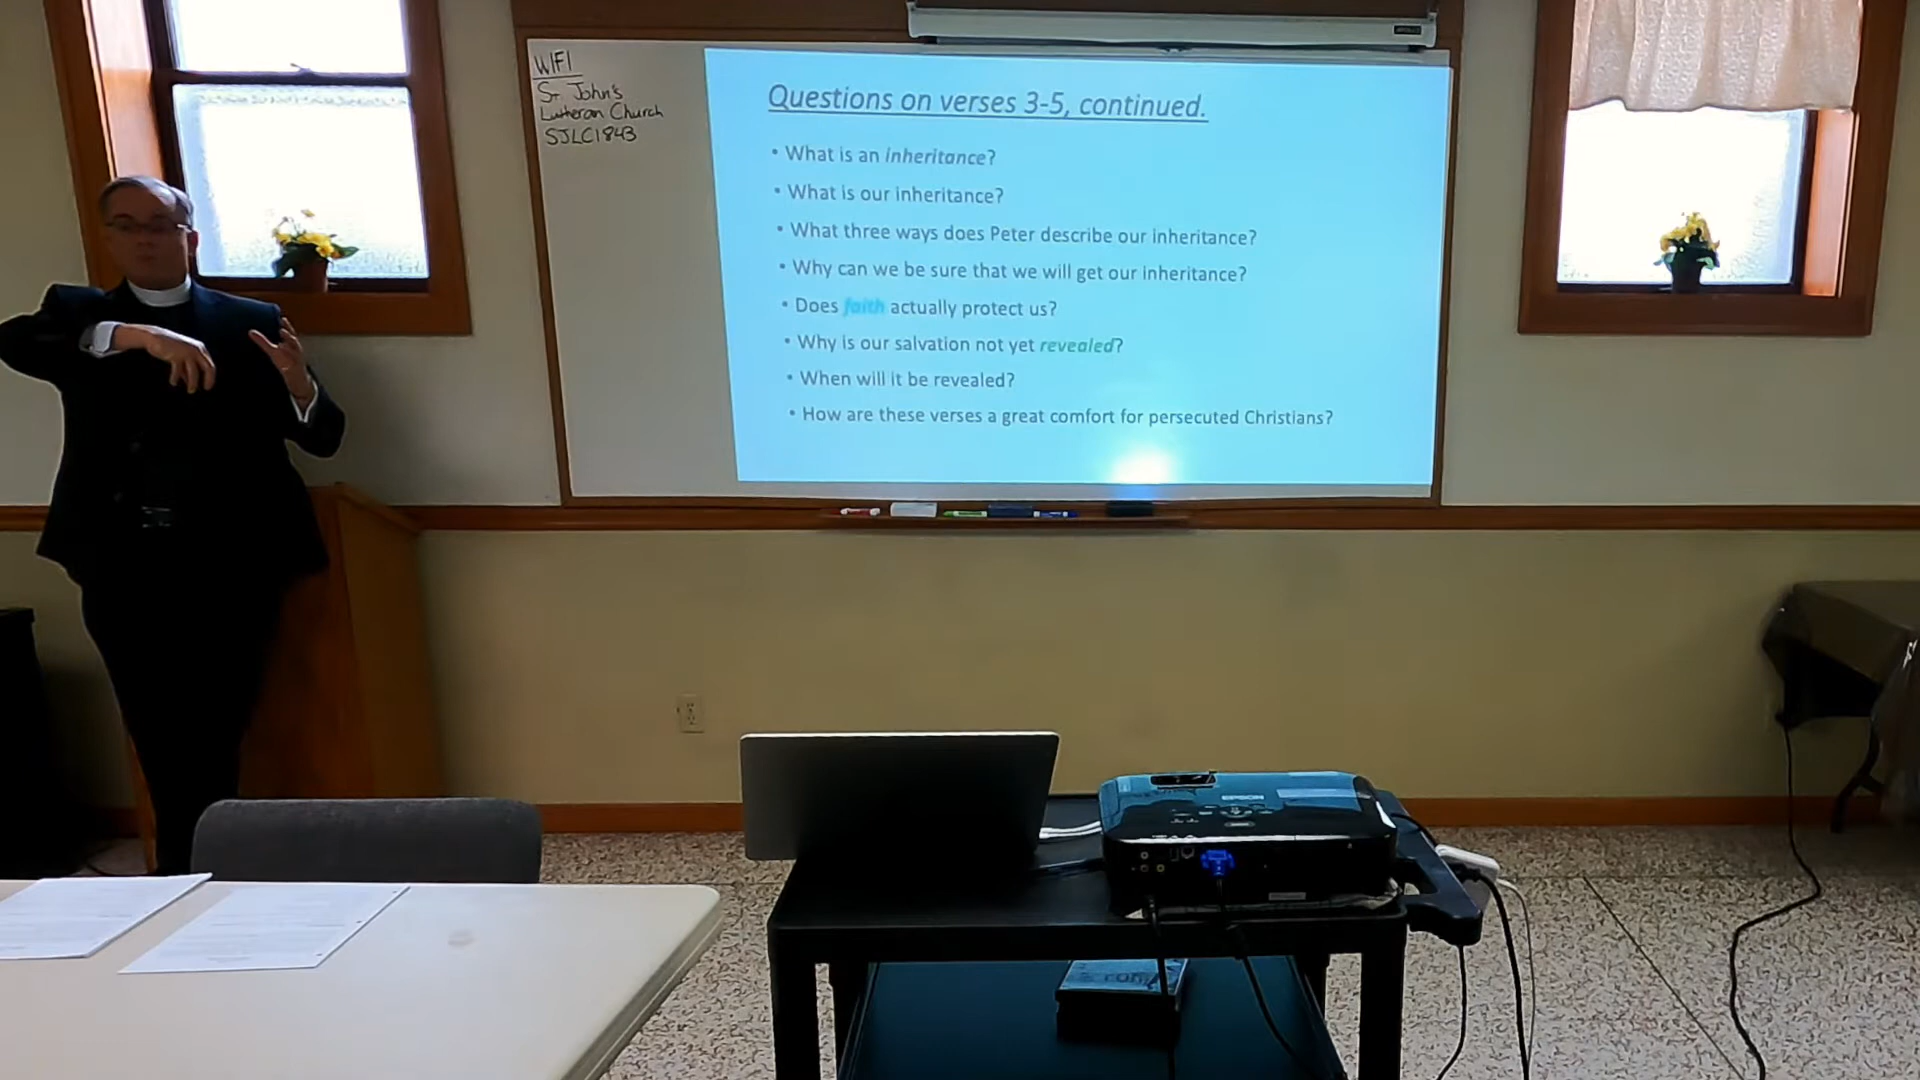 WIFI
St. John's
Lutheran Church
SJLC1843
Questions on verses 3-5, continued.
• What is an inheritance?
• What is our inheritance?
• What three ways does Peter describe our inheritance?
• Why can we be sure that we will get our inheritance?
• Does faith actually protect us?
• Why is our salvation not yet revealed?
• When will it be revealed?
• How are these verses a great comfort for persecuted Christians?
EPSON